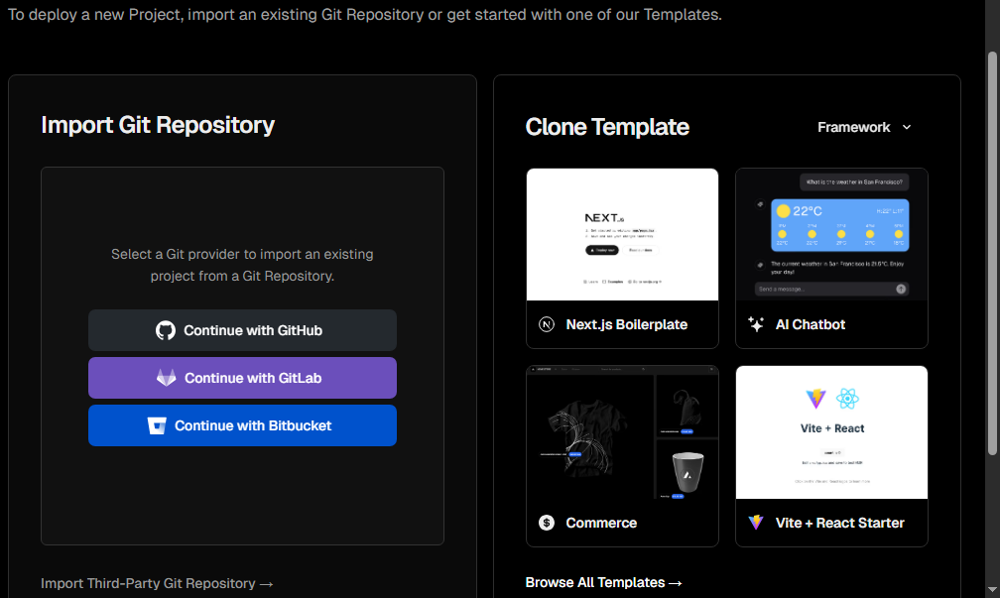 To deploy a new Project, import an existing Git Repository or get started with one of our Templates.
Import Git Repository
Select a Git provider to import an existing
project from a Git Repository.
Continue with GitHub
Continue with GitLab
Continue with Bitbucket
Import Third-Party Git Repository →
Clone Template
Framework
NEXT.js
Next.js Boilerplate
What is the weather in San Francisco?
22°C
The current weather in San Francisco is 21.6°C. Enjoy
your day!
Send a message...
AI Chatbot
Commerce
Vite + React
Vite + React Starter
Browse All Templates →